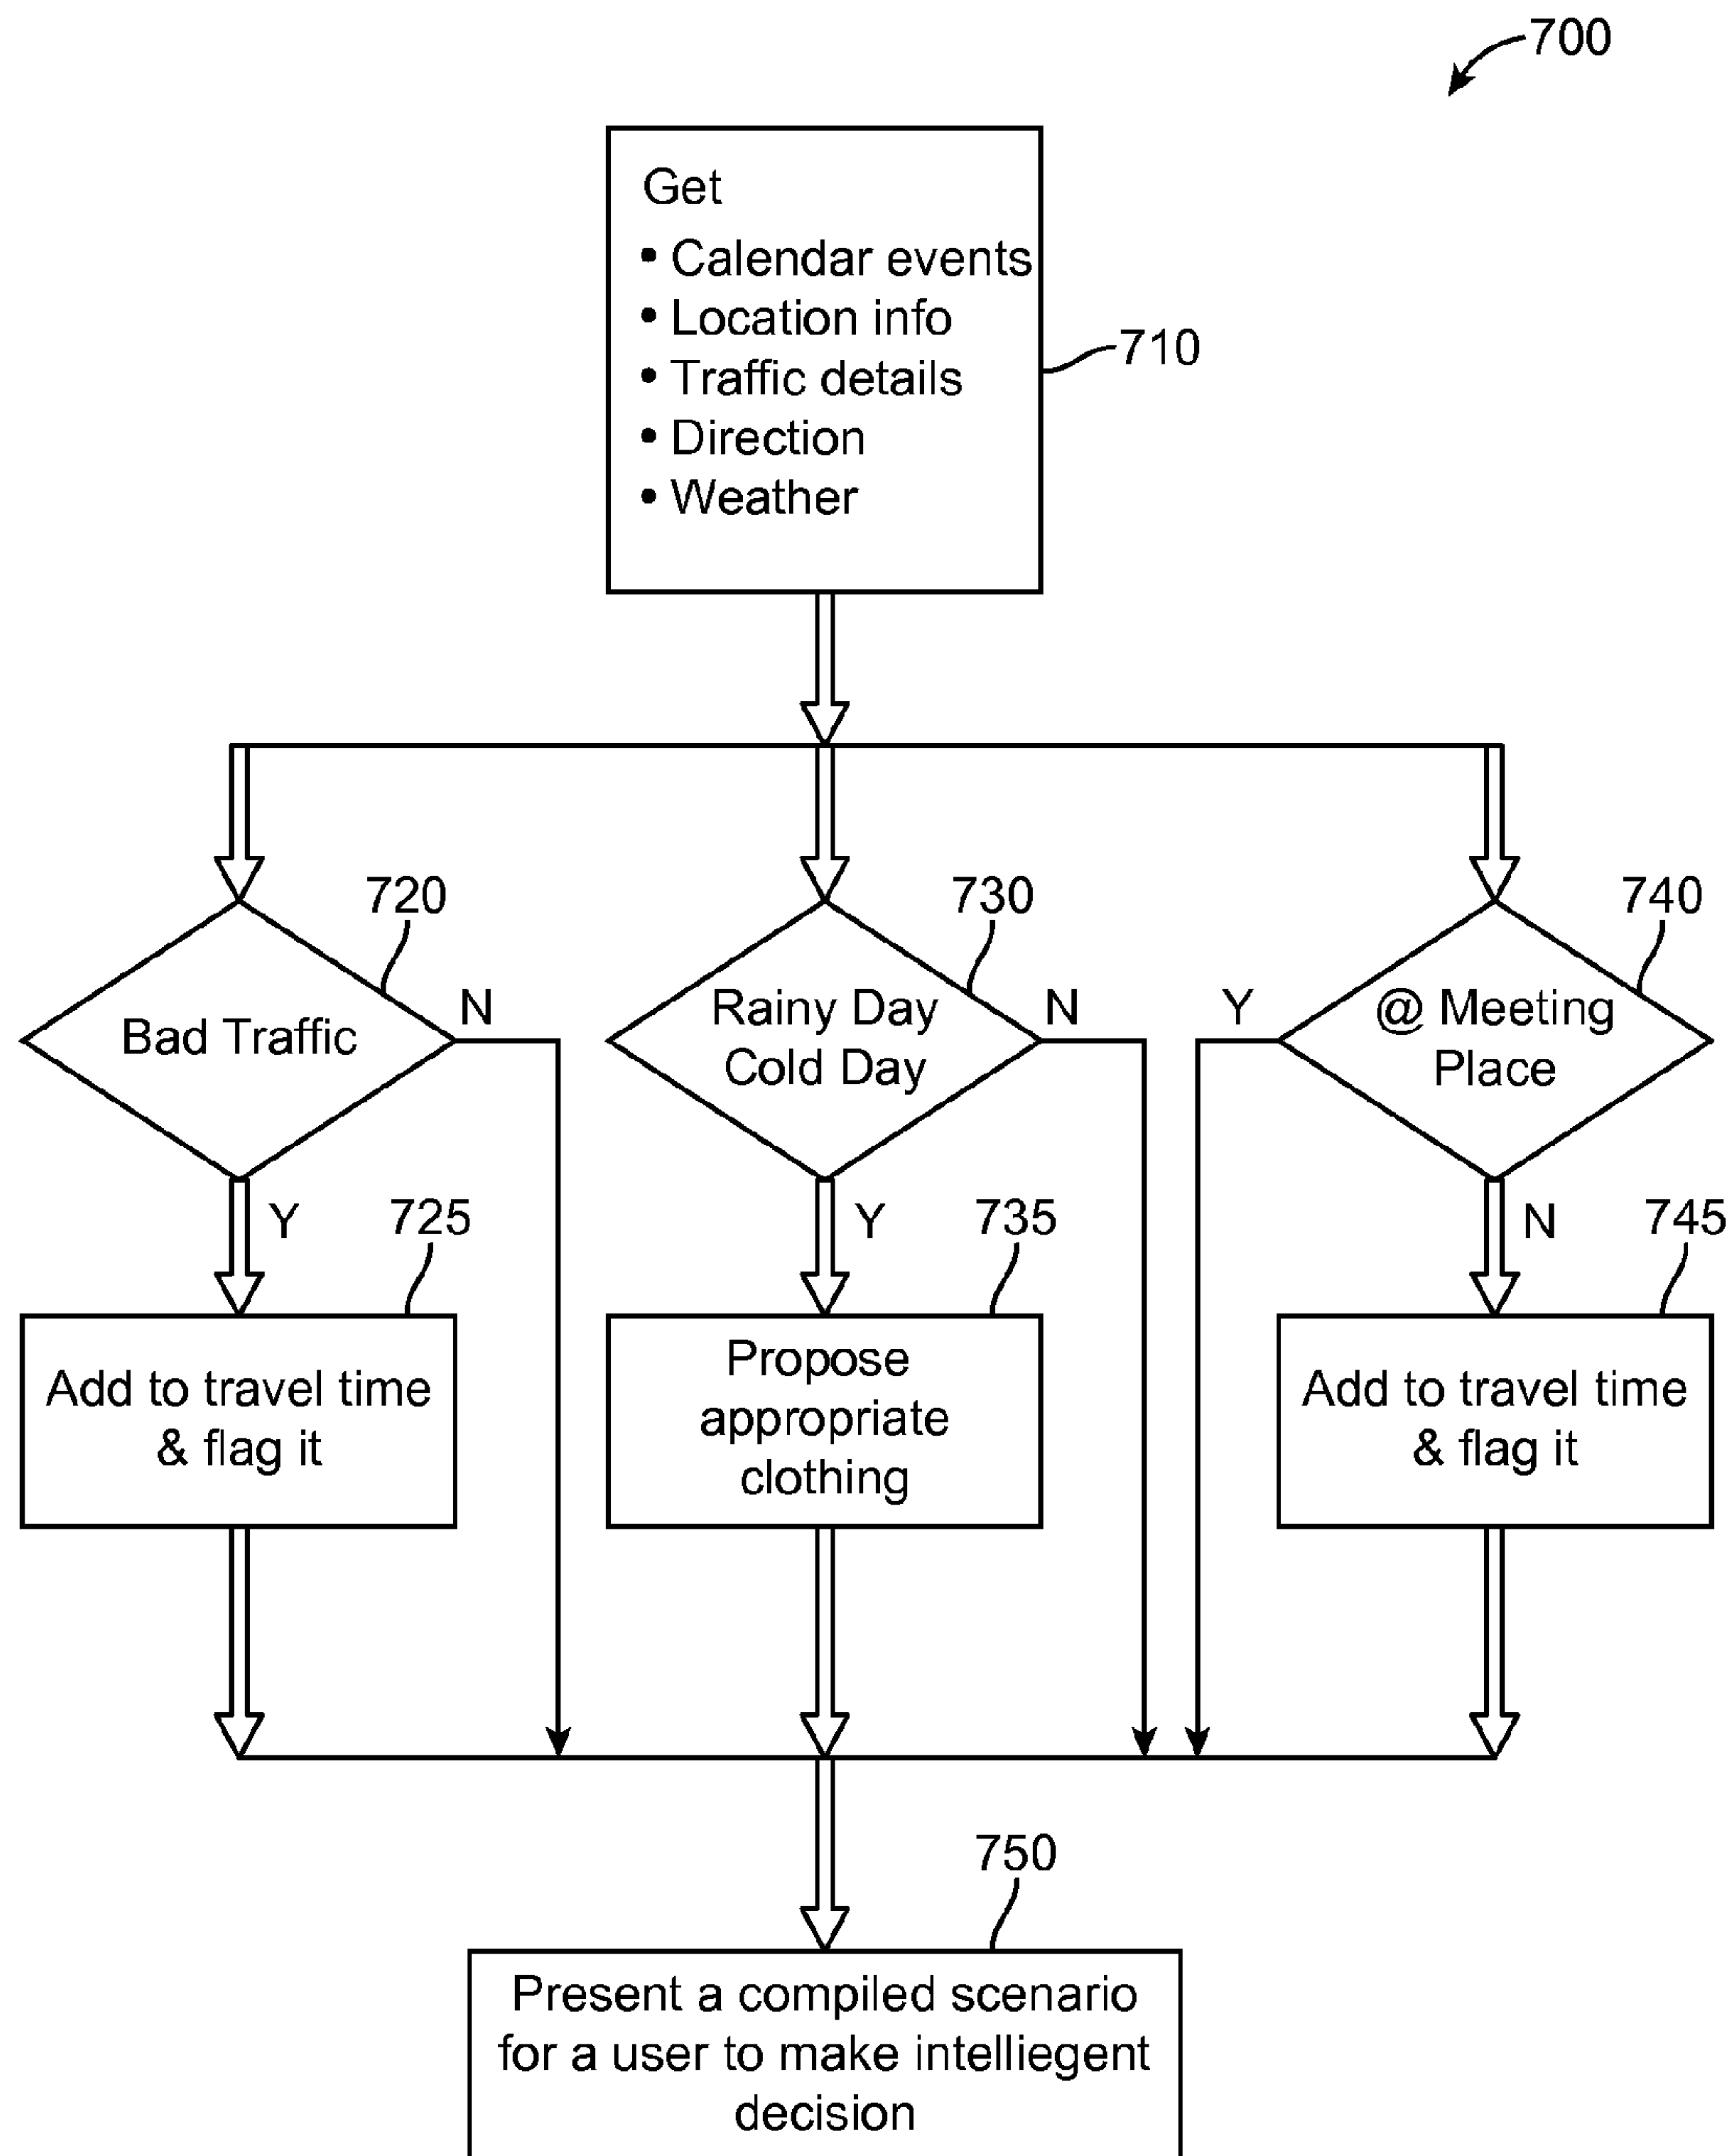 700
Get
• Calendar events
• Location info
• Traffic details
• Direction
• Weather
710
720
730
740
Bad Traffic
N
Rainy Day
Cold Day
N
Y
@ Meeting
Place
Y
725
Y
735
N
745
Add to travel time
& flag it
Propose
appropriate
clothing
Add to travel time
& flag it
750
Present a compiled scenario
for a user to make intelliegent
decision